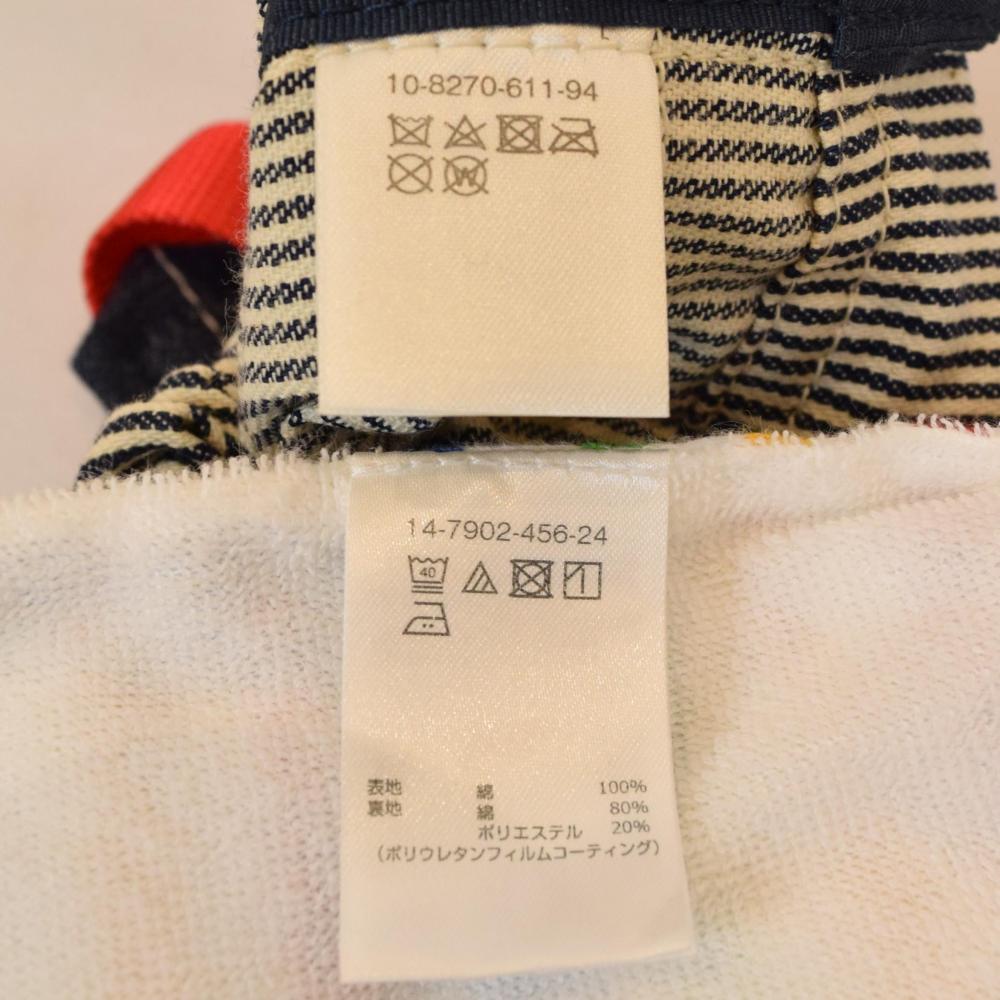 10-8270-611-94
W
14-7902-456-24
40
表地 綿 100%
裏地 綿 80%
ポリエステル 20%
(ポリウレタンフィルムコーティング)